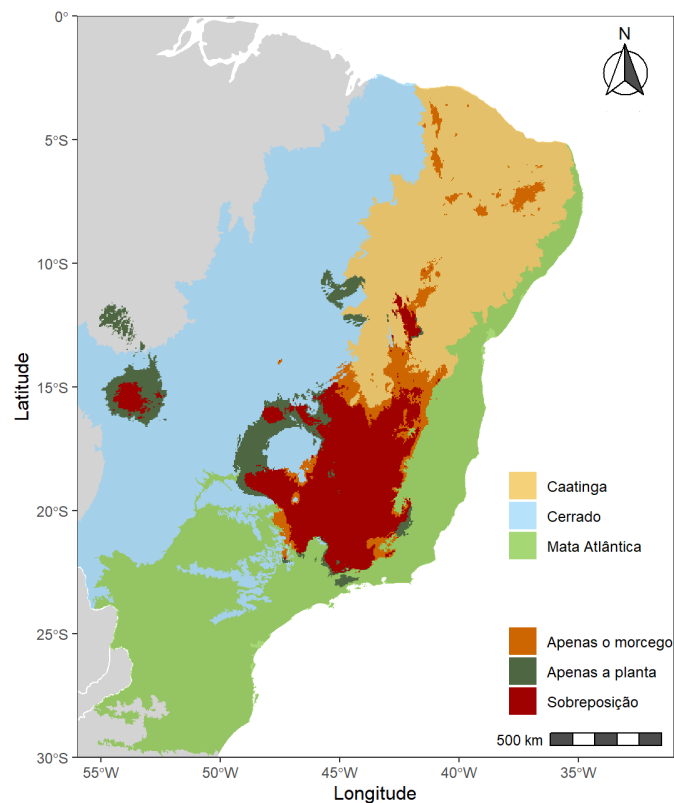 0°
5°S
10°S
15°S
20°S
25°S
30°S
Latitude
N
Caatinga
Cerrado
Mata Atlântica
Apenas o morcego
Apenas a planta
Sobreposição
500 km
55°W
50°W
45°W
40°W
35°W
Longitude